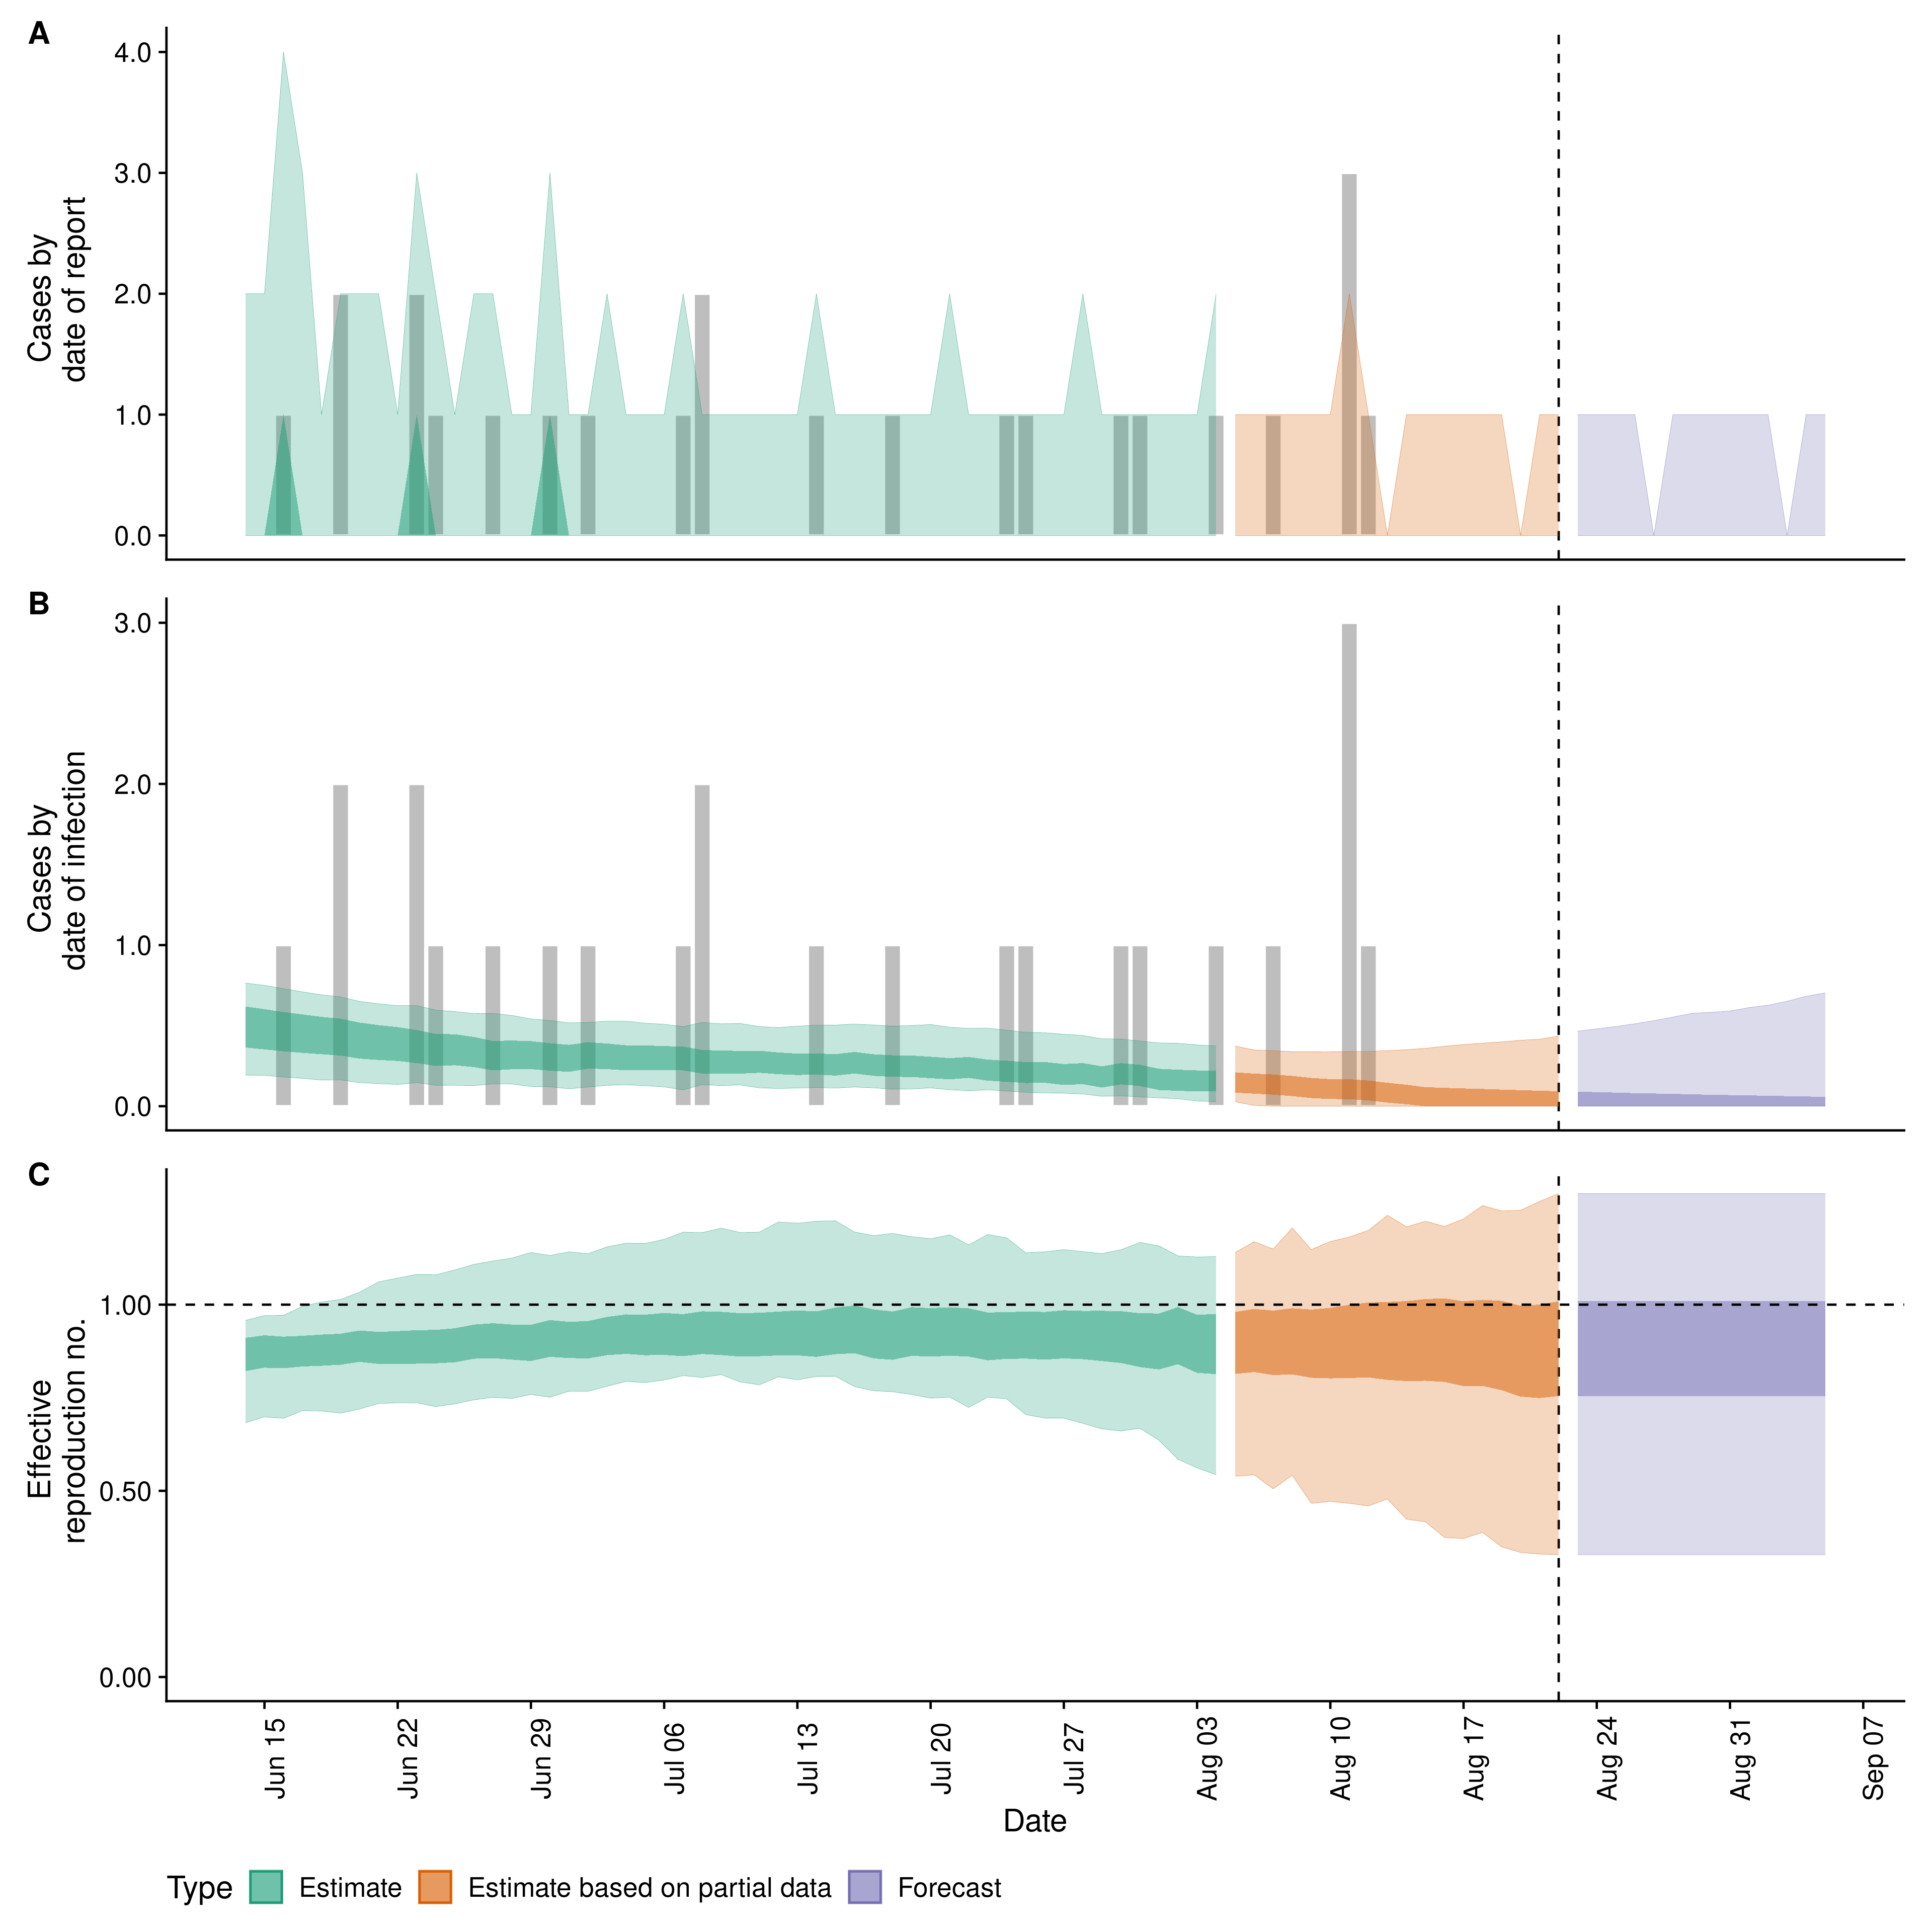 A
4.0
3.0
2.0
1.0
0.0
Cases by
date of report
B
3.0
2.0
1.0
0.0
Cases by
date of infection
C
1.00
0.50
0.00
Effective
reproduction no.
Jun 15
Jun 22
Jun 29
Jul 06
Jul 13
Jul 20
Jul 27
Aug 03
Aug 10
Aug 17
Aug 24
Aug 31
Sep 07
Date
Type Estimate Estimate based on partial data Forecast